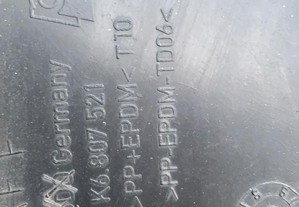 Germany
K6.807.521
>PP+EPDM<T10
>PP-EPDM-TD06<